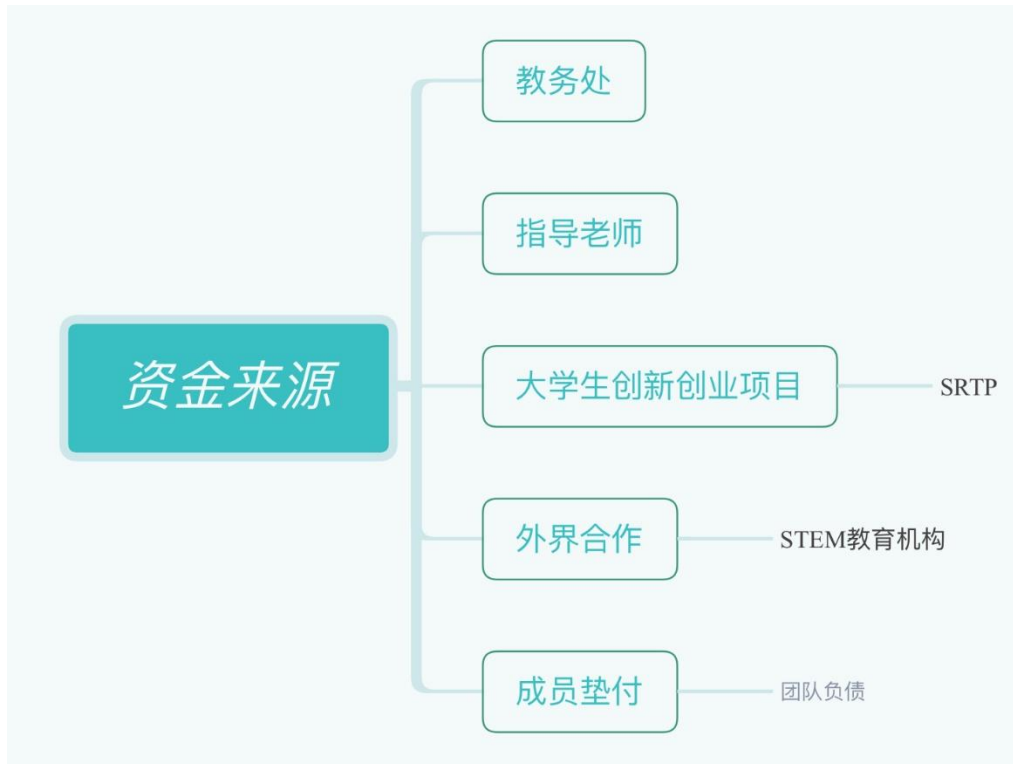 教务处
指导老师
资金来源
大学生创新创业项目
SRTP
外界合作
STEM教育机构
成员垫付
团队负债